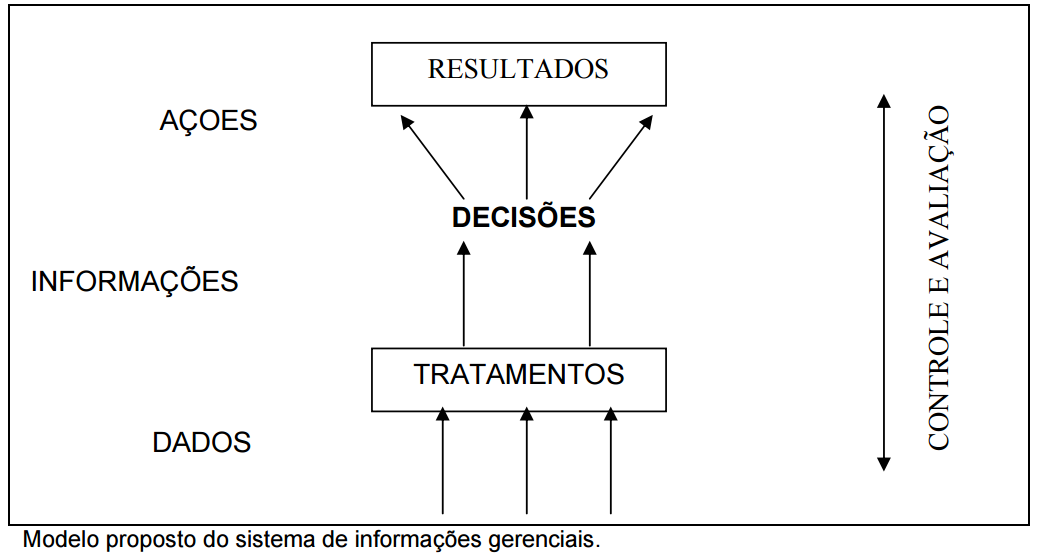 RESULTADOS
AÇOES
DECISÕES
INFORMAÇÕES
TRATAMENTOS
DADOS
CONTROLE E AVALIAÇÃO
Modelo proposto do sistema de informações gerenciais.